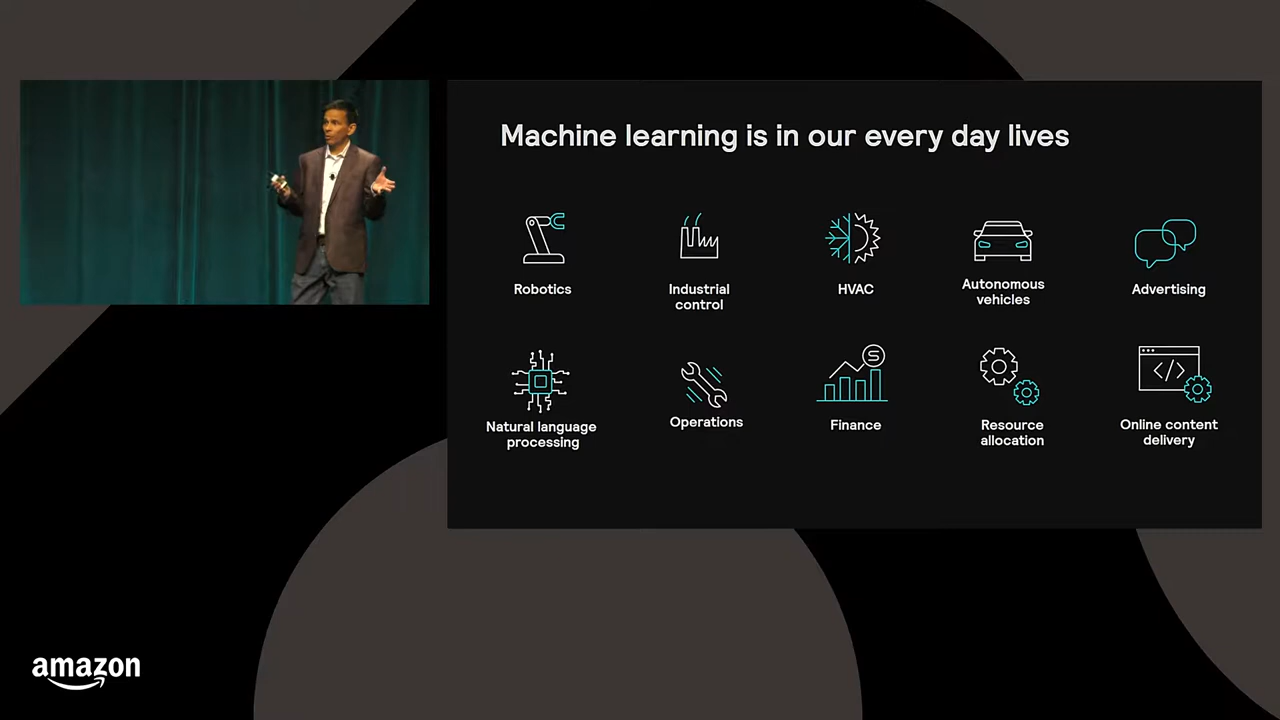 Machine learning is in our every day lives
Robotics
Industrial
control
HVAC
Autonomous
vehicles
Advertising
Natural language
processing
Operations
Finance
Resource
allocation
Online content
delivery
amazon